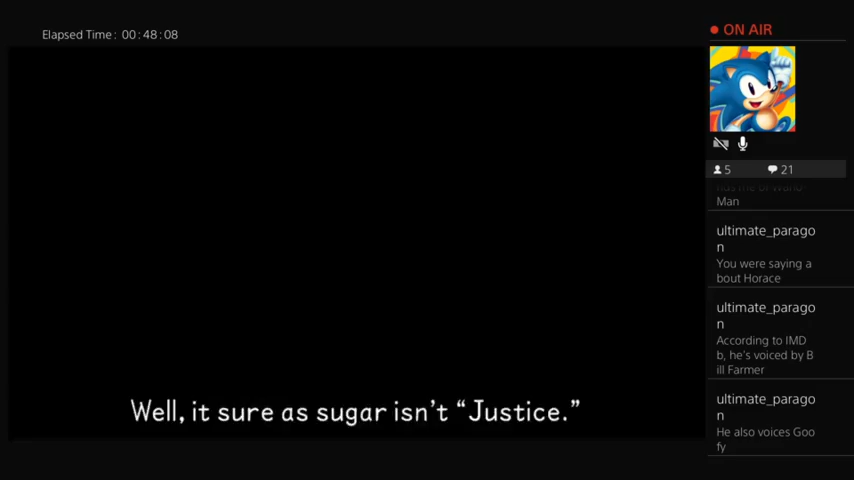 Elapsed Time: 00:48:08
ON AIR
5
21
Man
ultimate_parago
n
You were saying a
bout Horace
ultimate_parago
n
According to IMD
b, he's voiced by B
ill Farmer
ultimate_parago
n
He also voices Goo
fy
Well, it sure as sugar isn't “Justice.”